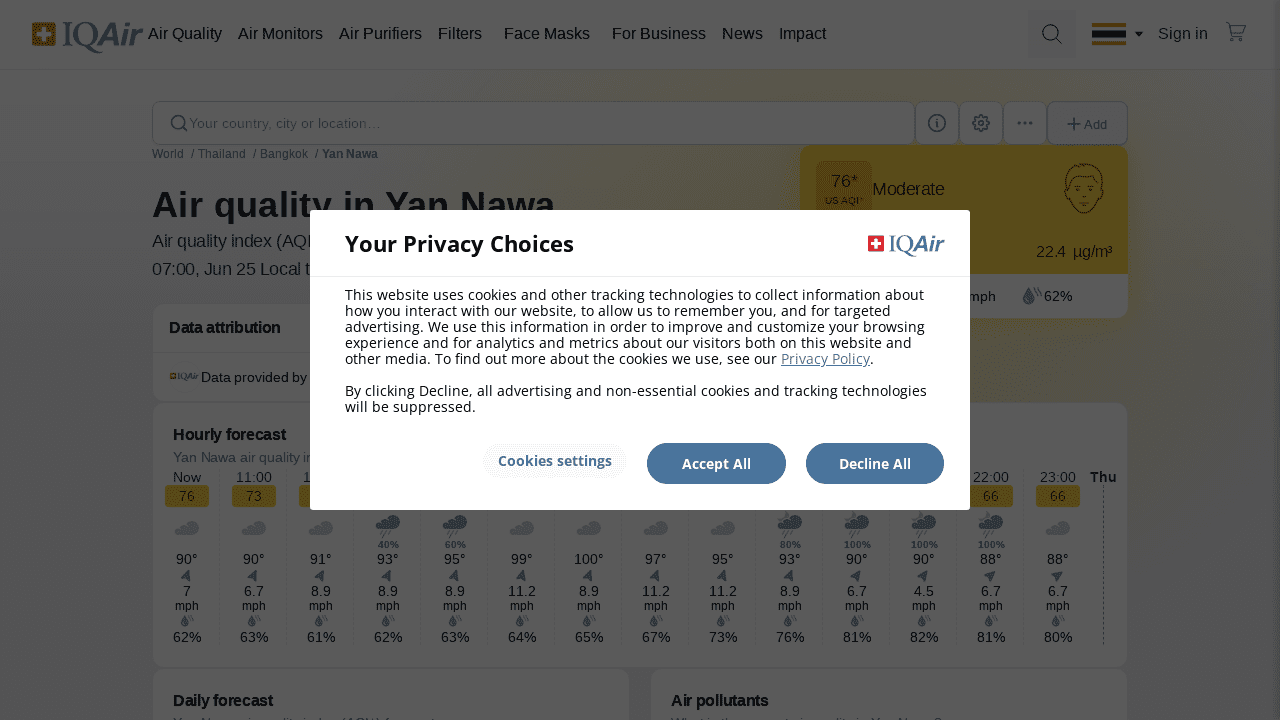 IQAir Air Quality Air Monitors Air Purifiers Filters Face Masks For Business News Impact Sign in
Your country, city or location... Add
World / Thailand / Bangkok / Yan Nawa
Air quality in Yan Nawa
Air quality index (AQI
07:00, Jun 25 Local t
76*
US AQI⁺
Moderate
22.4 µg/m³
mph 62%
Data attribution
IQAir Data provided by
Your Privacy Choices
IQAir
This website uses cookies and other tracking technologies to collect information about
how you interact with our website, to allow us to remember you, and for targeted
advertising. We use this information in order to improve and customize your browsing
experience and for analytics and metrics about our visitors both on this website and
other media. To find out more about the cookies we use, see our Privacy Policy.
By clicking Decline, all advertising and non-essential cookies and tracking technologies
will be suppressed.
Cookies settings Accept All Decline All
Hourly forecast
Yan Nawa air quality in
Now 11:00 22:00 23:00 Thu
76 73 66 66
40% 60% 80% 100% 100% 100%
90° 90° 91° 93° 95° 99° 100° 97° 95° 93° 90° 90° 88° 88°
7 6.7 8.9 8.9 8.9 11.2 8.9 11.2 11.2 8.9 6.7 4.5 6.7 6.7
mph mph mph mph mph mph mph mph mph mph mph mph mph mph
62% 63% 61% 62% 63% 64% 65% 67% 73% 76% 81% 82% 81% 80%
Daily forecast
Air pollutants